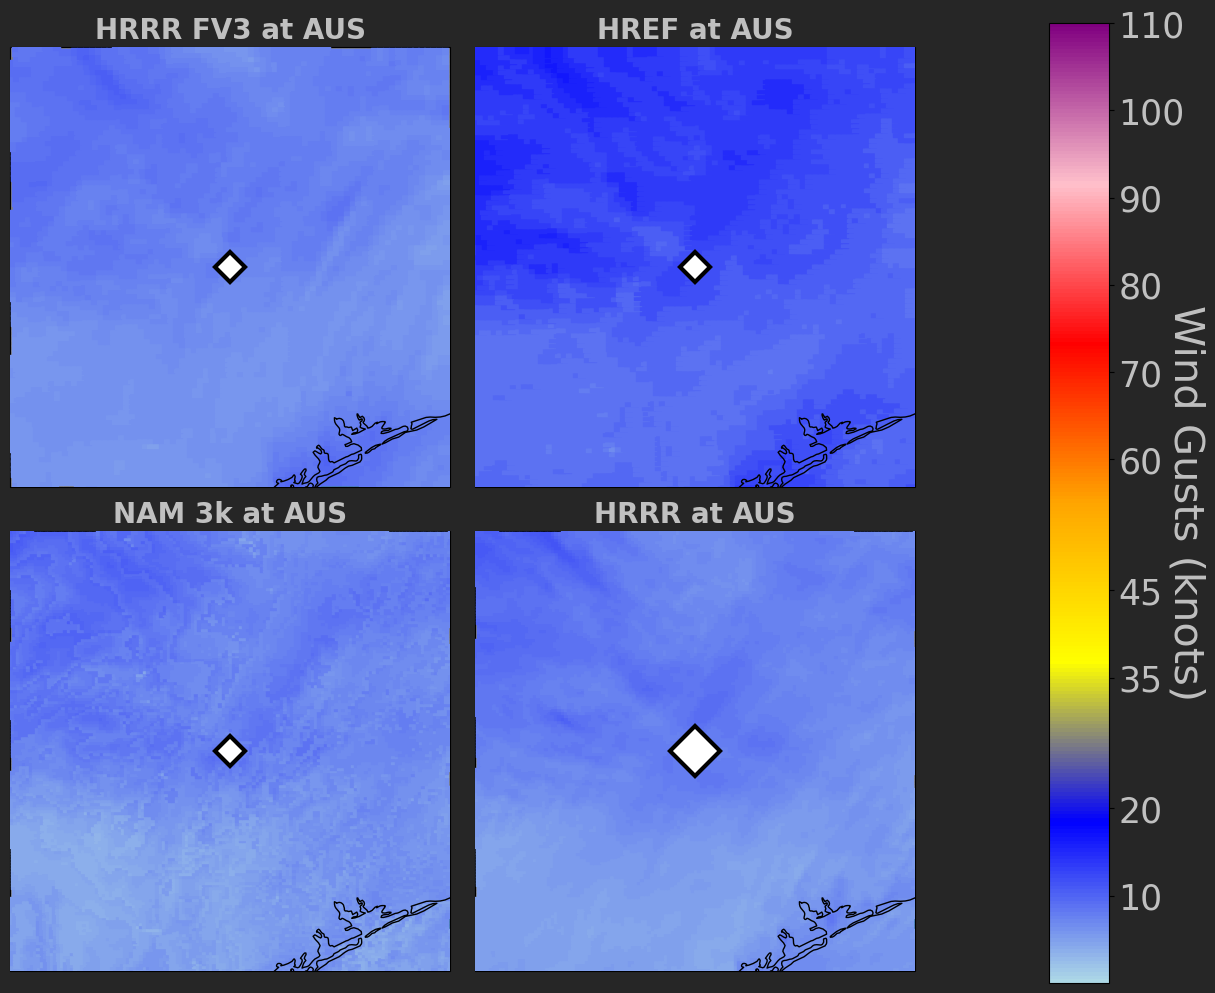 HRRR FV3 at AUS
HREF at AUS
NAM 3k at AUS
HRRR at AUS
110
100
90
80
70
60
45
35
20
10
Wind Gusts (knots)